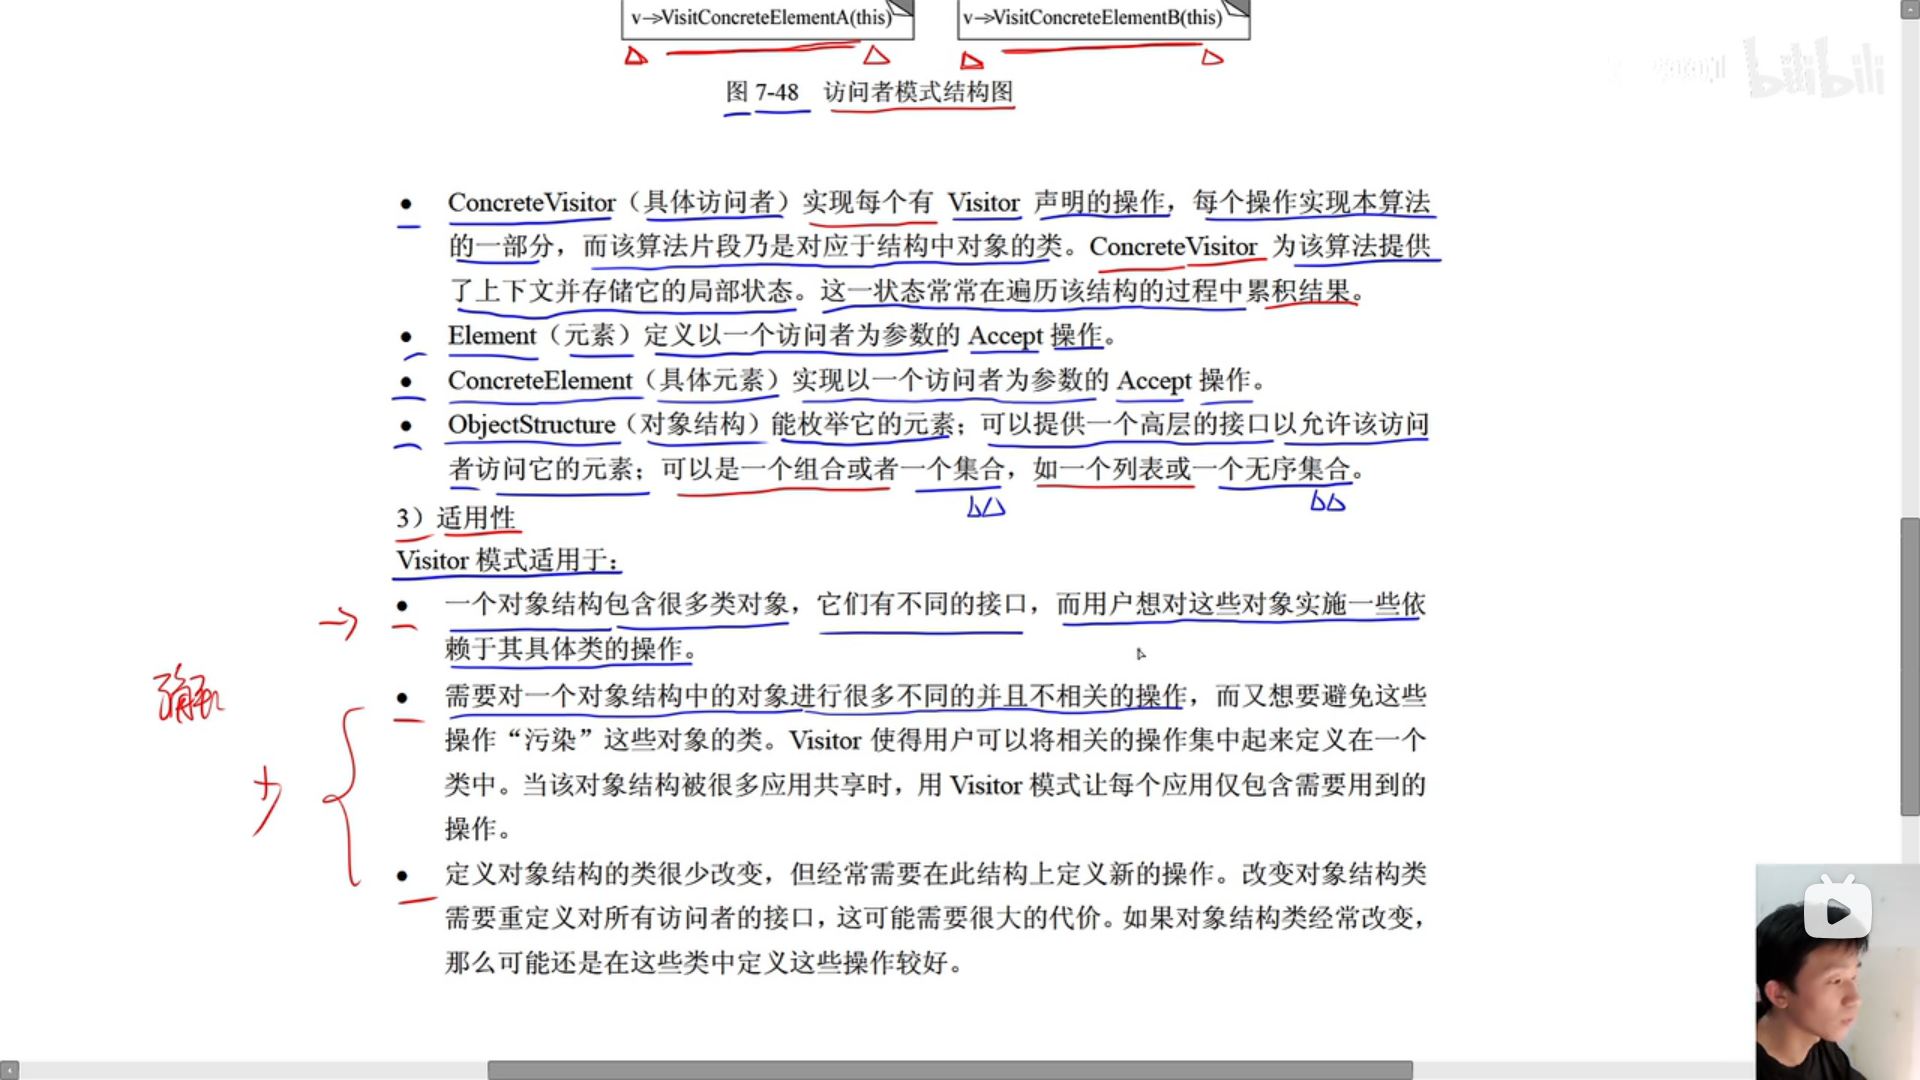 v->VisitConcreteElementA(this)
v->VisitConcreteElementB(this)
bilibili
图 7-48 访问者模式结构图
● ConcreteVisitor（具体访问者）实现每个有 Visitor 声明的操作，每个操作实现本算法
的一部分，而该算法片段乃是对应于结构中对象的类。ConcreteVisitor 为该算法提供
了上下文并存储它的局部状态。这一状态常常在遍历该结构的过程中累积结果。
● Element（元素）定义以一个访问者为参数的 Accept 操作。
● ConcreteElement（具体元素）实现以一个访问者为参数的 Accept 操作。
● ObjectStructure（对象结构）能枚举它的元素；可以提供一个高层的接口以允许该访问
者访问它的元素；可以是一个组合或者一个集合，如一个列表或一个无序集合。
3）适用性
Visitor 模式适用于：
● 一个对象结构包含很多类对象，它们有不同的接口，而用户想对这些对象实施一些依
赖于其具体类的操作。
● 需要对一个对象结构中的对象进行很多不同的并且不相关的操作，而又想要避免这些
操作“污染”这些对象的类。Visitor 使得用户可以将相关的操作集中起来定义在一个
类中。当该对象结构被很多应用共享时，用 Visitor 模式让每个应用仅包含需要用到的
操作。
● 定义对象结构的类很少改变，但经常需要在此结构上定义新的操作。改变对象结构类
需要重定义对所有访问者的接口，这可能需要很大的代价。如果对象结构类经常改变，
那么可能还是在这些类中定义这些操作较好。